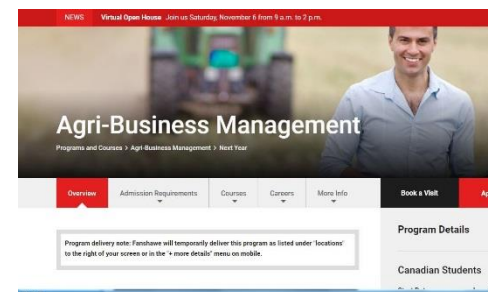 NEWS Virtual Open House Join us Saturday, November 6 from 9 a.m. to 2 p.m.
Agri-Business Management
Programs and Courses > Agri-Business Management > Next Year
Overview Admission Requirements Courses Careers More Info Book a Visit Ap
Program delivery note: Fanshawe will temporarily deliver this program as listed under 'locations'
to the right of your screen or in the '+ more details' menu on mobile.
Program Details
Canadian Students